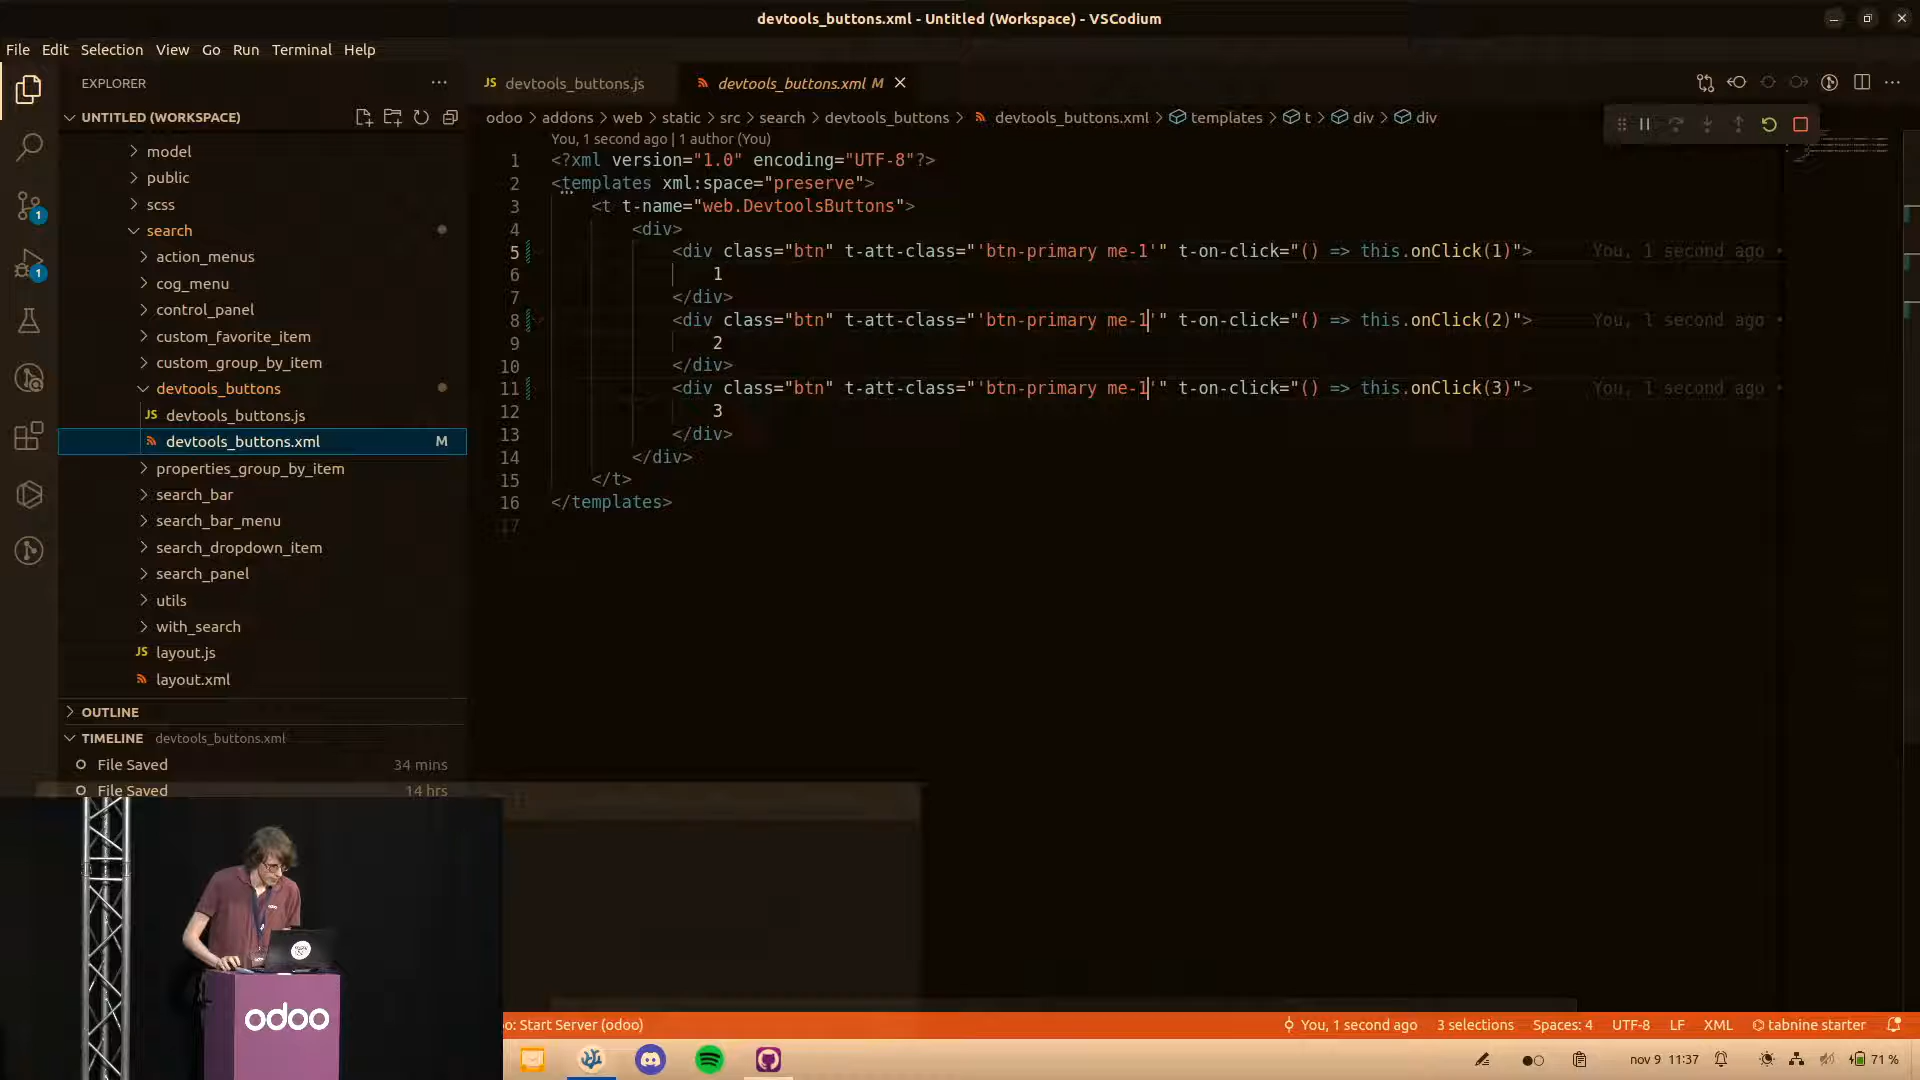 devtools_buttons.xml - Untitled (Workspace) - VSCodium
File Edit Selection View Go Run Terminal Help
EXPLORER
UNTITLED (WORKSPACE)
model
public
scss
search
action_menus
cog_menu
control_panel
custom_favorite_item
custom_group_by_item
devtools_buttons
JS devtools_buttons.js
devtools_buttons.xml M
properties_group_by_item
search_bar
search_bar_menu
search_dropdown_item
search_panel
utils
with_search
JS layout.js
layout.xml
OUTLINE
TIMELINE devtools_buttons.xml
File Saved 34 mins
File Saved 14 hrs
1
1
JS devtools_buttons.js
devtools_buttons.xml M
odoo > addons > web > static > src > search > devtools_buttons > devtools_buttons.xml > templates > t > div > div
You, 1 second ago | 1 author (You)
1 <?xml version="1.0" encoding="UTF-8"?>
2 <templates xml:space="preserve">
3 <t t-name="web.DevtoolsButtons">
4 <div>
5 <div class="btn" t-att-class="'btn-primary me-1'" t-on-click="() => this.onClick(1)"> You, 1 second ago •
6 1
7 </div>
8 <div class="btn" t-att-class="'btn-primary me-1'" t-on-click="() => this.onClick(2)"> You, 1 second ago •
9 2
10 </div>
11 <div class="btn" t-att-class="'btn-primary me-1'" t-on-click="() => this.onClick(3)"> You, 1 second ago •
12 3
13 </div>
14 </div>
15 </t>
16 </templates>
17
odoo
o: Start Server (odoo)
You, 1 second ago 3 selections Spaces: 4 UTF-8 LF XML tabnine starter
nov 9 11:37 71 %